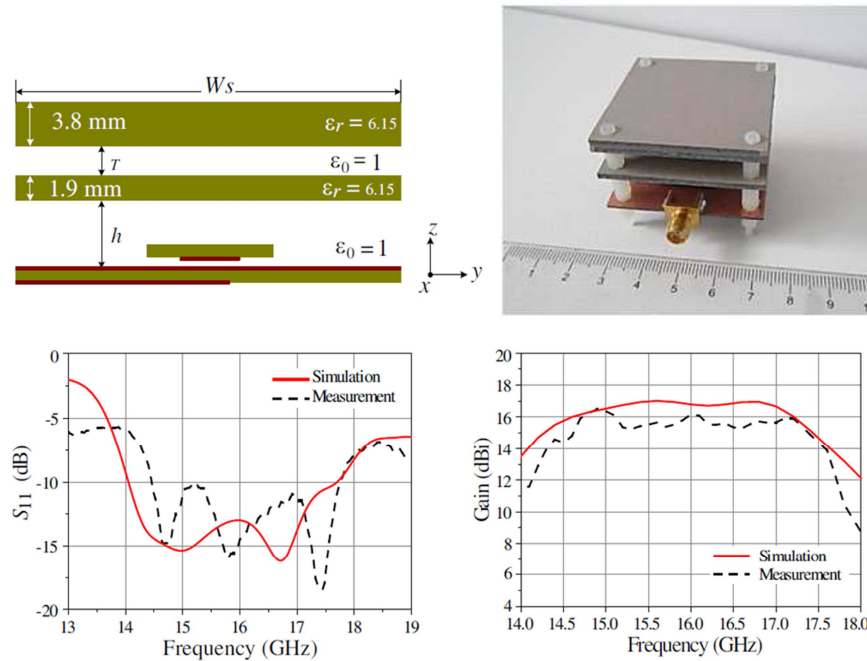 Ws
3.8 mm
εr = 6.15
T
ε0 = 1
1.9 mm
εr = 6.15
h
ε0 = 1
z
x
y
1 2 3 4 5 6 7 8 9
0
-5
-10
-15
-20
S11 (dB)
Simulation
Measurement
13 14 15 16 17 18 19
Frequency (GHz)
20
18
16
14
12
10
8
6
4
Gain (dBi)
Simulation
Measurement
14.0 14.5 15.0 15.5 16.0 16.5 17.0 17.5 18.0
Frequency (GHz)